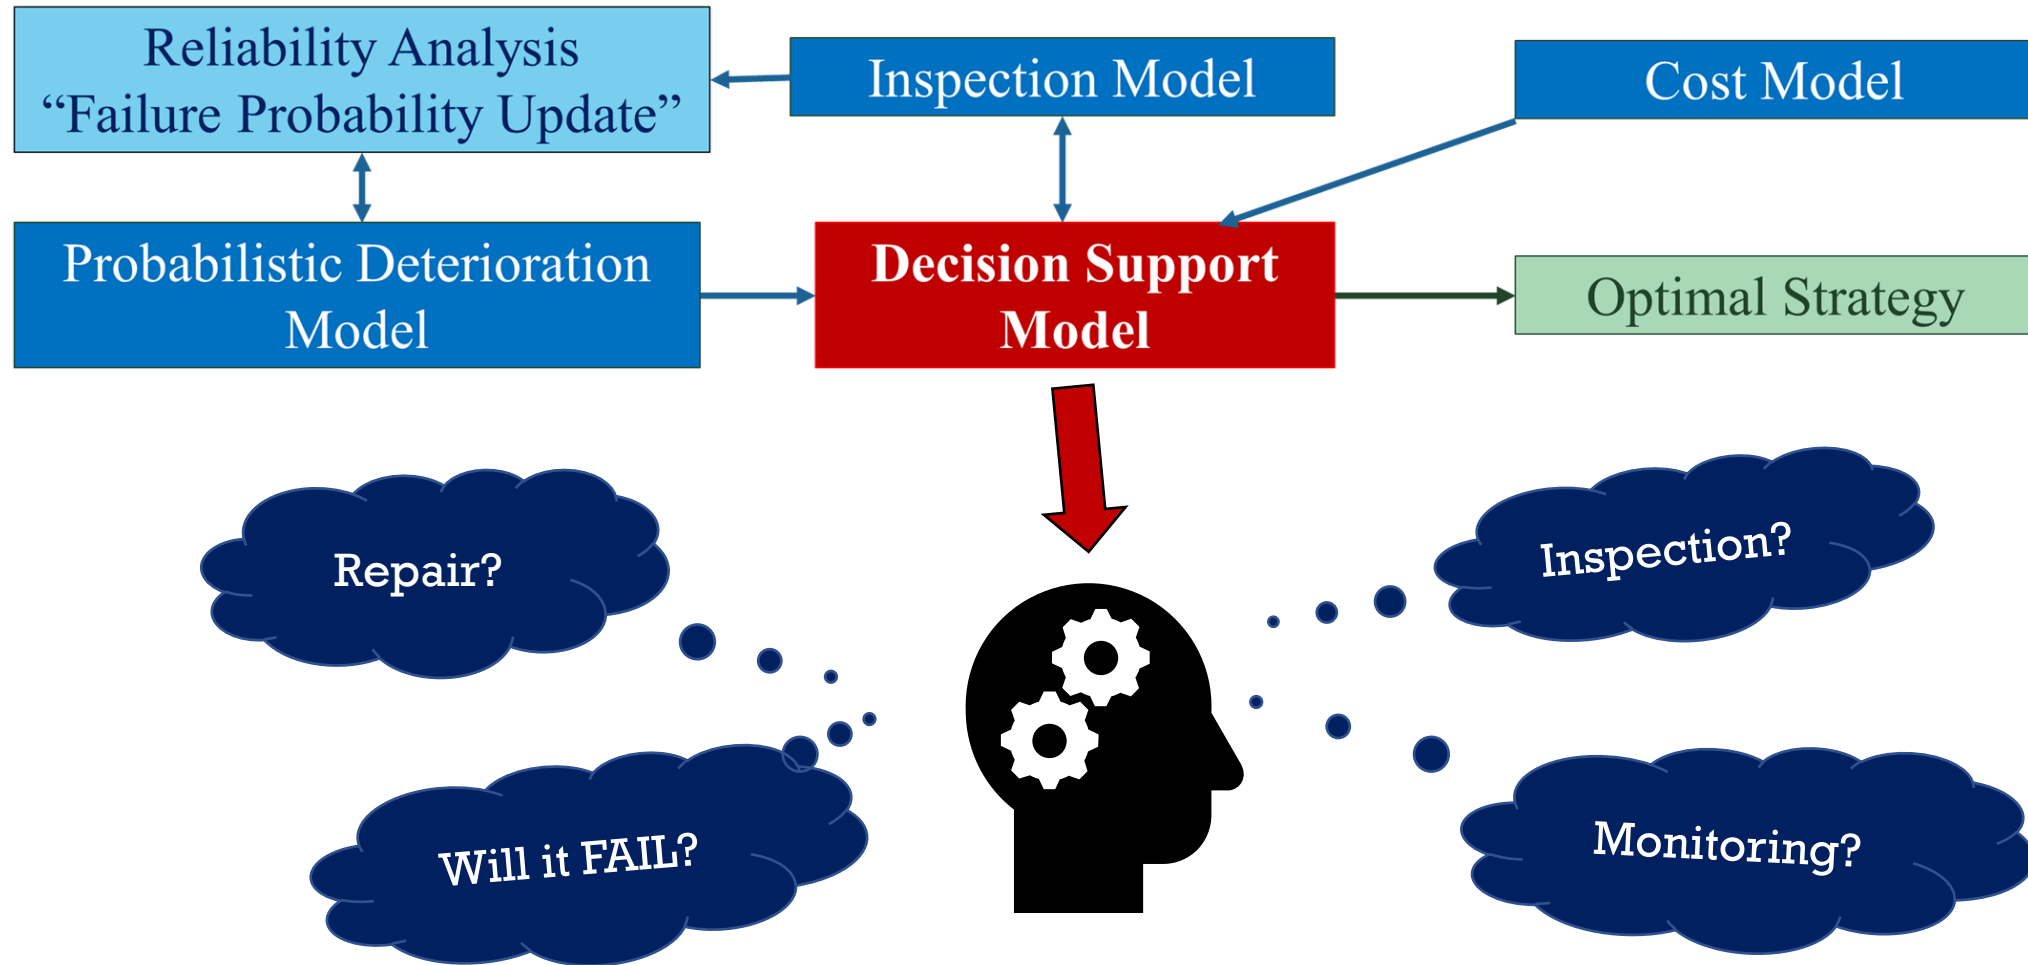 Reliability Analysis
“Failure Probability Update”
Inspection Model
Cost Model
Probabilistic Deterioration
Model
Decision Support
Model
Optimal Strategy
Repair?
Inspection?
Will it FAIL?
Monitoring?